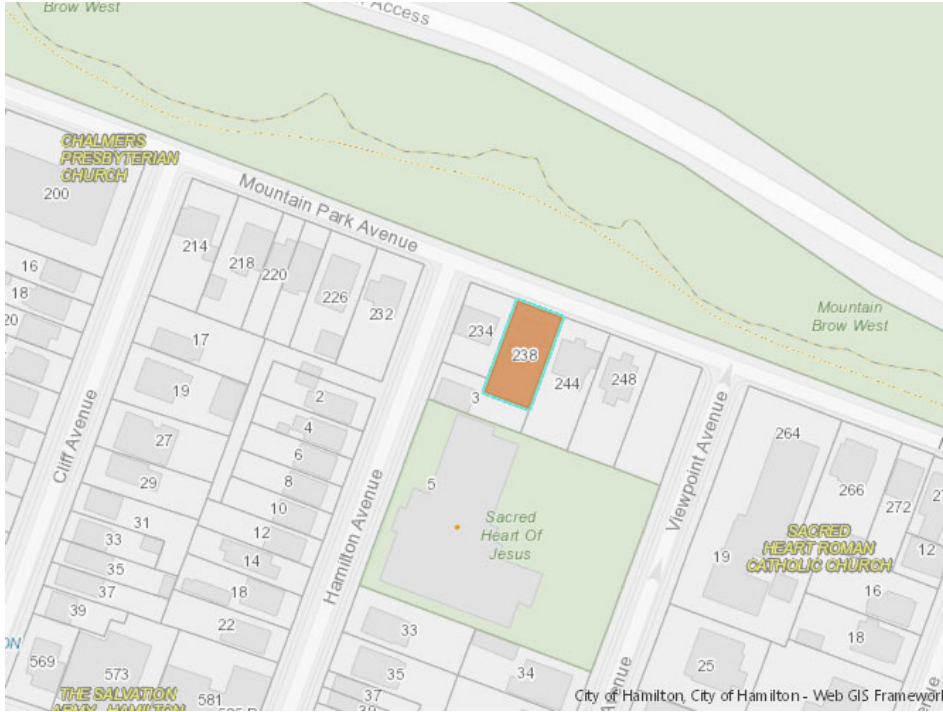 Brow West
Access
CHALMERS
PRESBYTERIAN
CHURCH
200
Mountain Park Avenue
214
218
220
226
232
16
18
20
17
19
27
29
31
33
35
37
39
2
4
6
8
10
12
14
18
22
Cliff Avenue
Hamilton Avenue
234
238
244
248
3
5
Sacred
Heart Of
Jesus
Mountain
Brow West
Viewpoint Avenue
264
266
272
12
19
SACRED
HEART ROMAN
CATHOLIC CHURCH
16
18
25
33
35
37
34
Avenue
569
573
581
THE SALVATION
ARMY - HAMILTON
City of Hamilton, City of Hamilton - Web GIS Framework